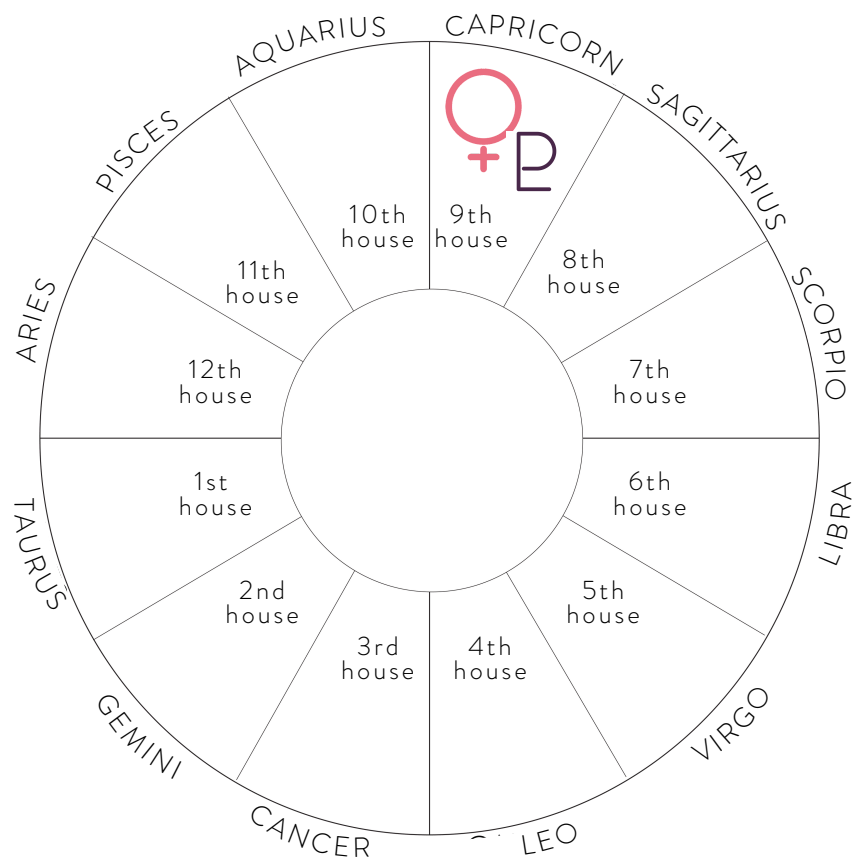 AQUARIUS
CAPRICORN
PISCES
SAGITTARIUS
ARIES
SCORPIO
10th
house
9th
house
11th
house
8th
house
12th
house
7th
house
1st
house
6th
house
TAURUS
LIBRA
2nd
house
5th
house
3rd
house
4th
house
GEMINI
VIRGO
CANCER
LEO